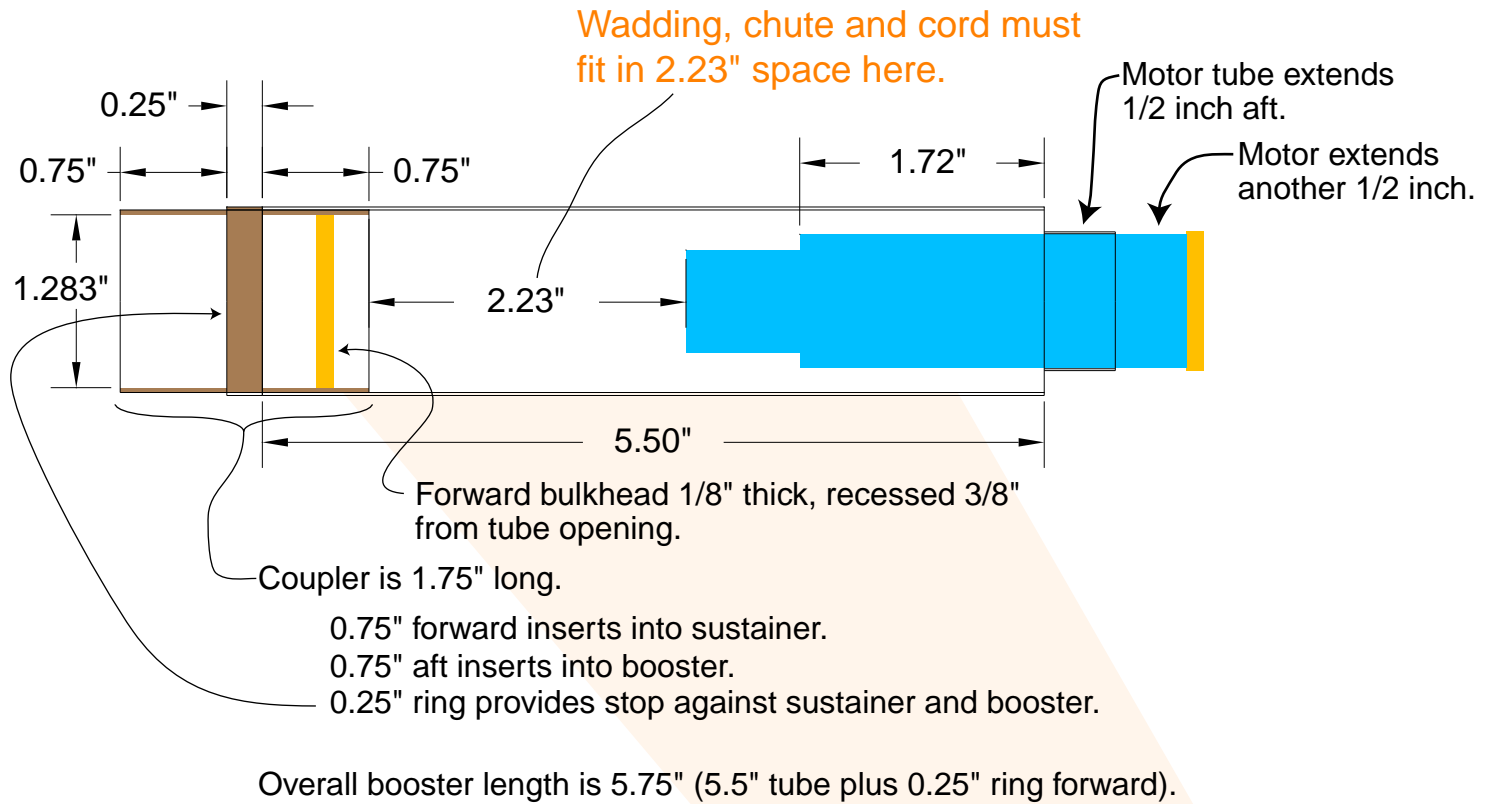 Wadding, chute and cord must
fit in 2.23" space here.
Motor tube extends
1/2 inch aft.
0.25"
Motor extends
another 1/2 inch.
0.75"
0.75"
1.72"
1.283"
2.23"
5.50"
Forward bulkhead 1/8" thick, recessed 3/8"
from tube opening.
Coupler is 1.75" long.
0.75" forward inserts into sustainer.
0.75" aft inserts into booster.
0.25" ring provides stop against sustainer and booster.
Overall booster length is 5.75" (5.5" tube plus 0.25" ring forward).